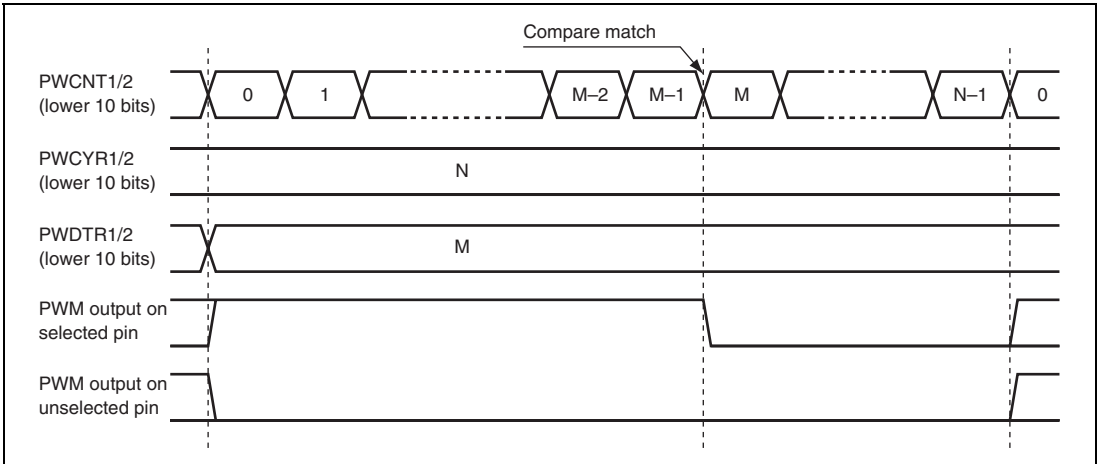 Compare match
PWCNT1/2
(lower 10 bits)
0 1 M–2 M–1 M N–1 0
PWCYR1/2
(lower 10 bits)
N
PWDTR1/2
(lower 10 bits)
M
PWM output on
selected pin
PWM output on
unselected pin